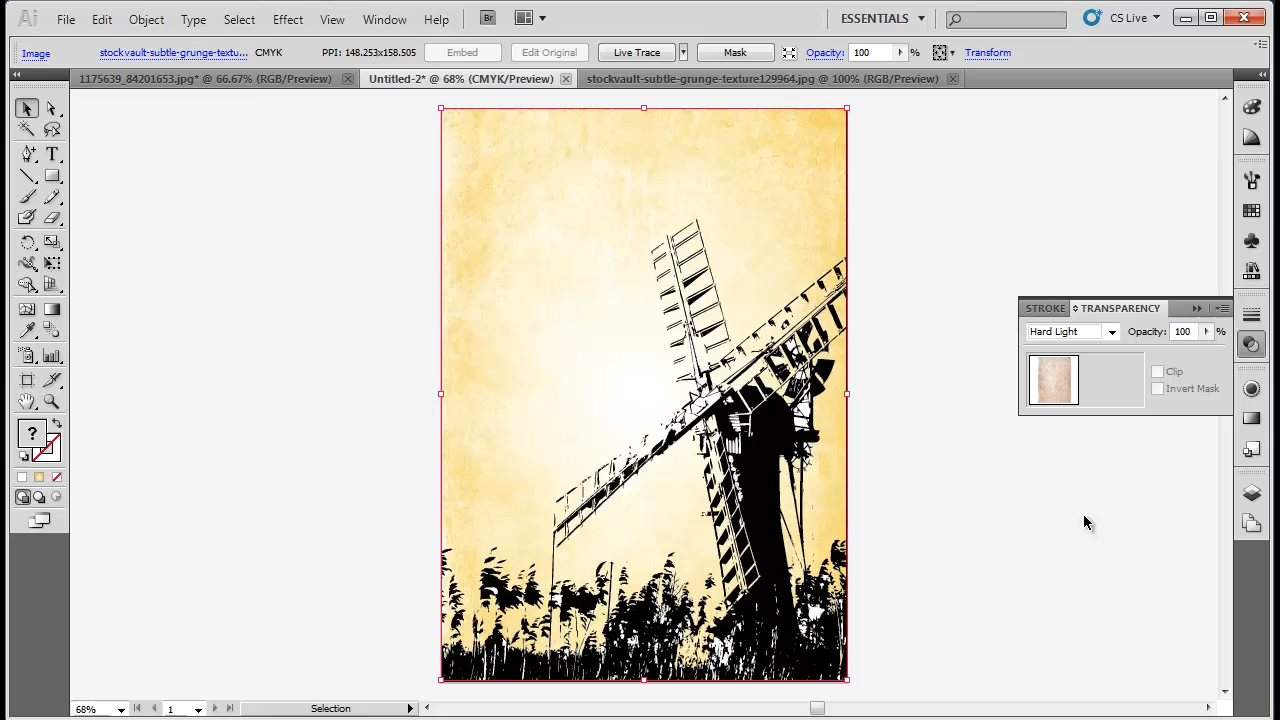 Ai File Edit Object Type Select Effect View Window Help Br ESSENTIALS CS Live
Image stockvault-subtle-grunge-textu... CMYK PPI: 148.253x158.505 Embed Edit Original Live Trace Mask Opacity: 100 % Transform
1175639_84201653.jpg* @ 66.67% (RGB/Preview) Untitled-2* @ 68% (CMYK/Preview) stockvault-subtle-grunge-texture129964.jpg @ 100% (RGB/Preview)
STROKE TRANSPARENCY
Hard Light Opacity: 100 %
Clip
Invert Mask
T
?
68% 1 Selection